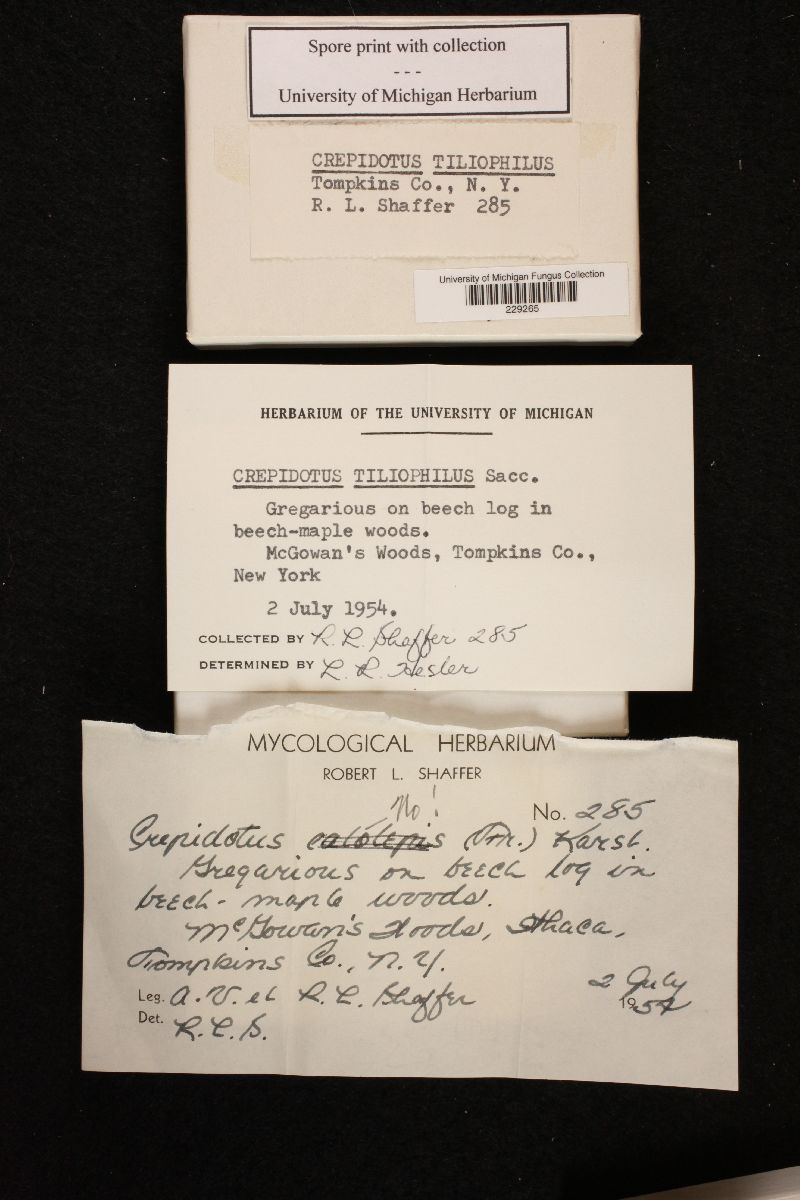 Spore print with collection
---
University of Michigan Herbarium
CREPIDOTUS TILIOPHILUS
Tompkins Co., N. Y.
R. L. Shaffer 285
University of Michigan Fungus Collection
229265
HERBARIUM OF THE UNIVERSITY OF MICHIGAN
CREPIDOTUS TILIOPHILUS Sacc.
Gregarious on beech log in
beech-maple woods.
McGowan's Woods, Tompkins Co.,
New York
2 July 1954.
COLLECTED BY R. L. Shaffer 285
DETERMINED BY L. R. Hesler
MYCOLOGICAL HERBARIUM
ROBERT L. SHAFFER
No!
No. 285
Crepidotus calolepis (Fr.) Karst.
Gregarious on beech log in
beech-maple woods.
McGowan's Woods, Ithaca,
Tompkins Co., N.Y.
Leg. A.V. et R.L. Shaffer
2 July
1954
Det. R.L.S.